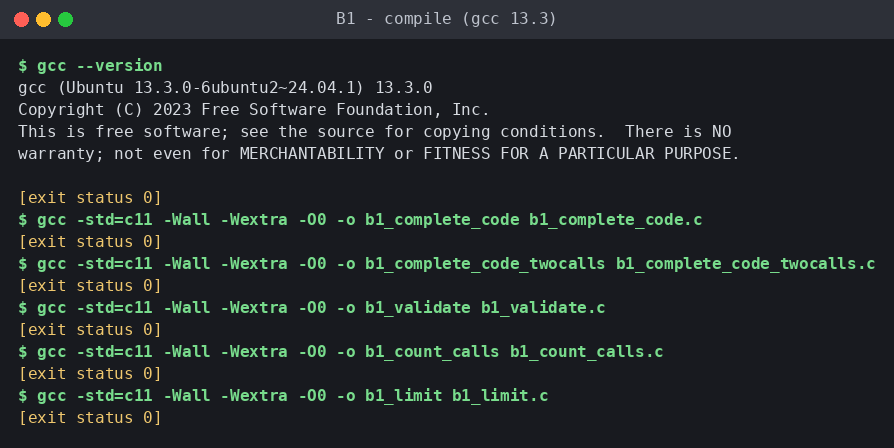 B1 - compile (gcc 13.3)
$ gcc --version
gcc (Ubuntu 13.3.0-6ubuntu2~24.04.1) 13.3.0
Copyright (C) 2023 Free Software Foundation, Inc.
This is free software; see the source for copying conditions.  There is NO
warranty; not even for MERCHANTABILITY or FITNESS FOR A PARTICULAR PURPOSE.

[exit status 0]
$ gcc -std=c11 -Wall -Wextra -O0 -o b1_complete_code b1_complete_code.c
[exit status 0]
$ gcc -std=c11 -Wall -Wextra -O0 -o b1_complete_code_twocalls b1_complete_code_twocalls.c
[exit status 0]
$ gcc -std=c11 -Wall -Wextra -O0 -o b1_validate b1_validate.c
[exit status 0]
$ gcc -std=c11 -Wall -Wextra -O0 -o b1_count_calls b1_count_calls.c
[exit status 0]
$ gcc -std=c11 -Wall -Wextra -O0 -o b1_limit b1_limit.c
[exit status 0]